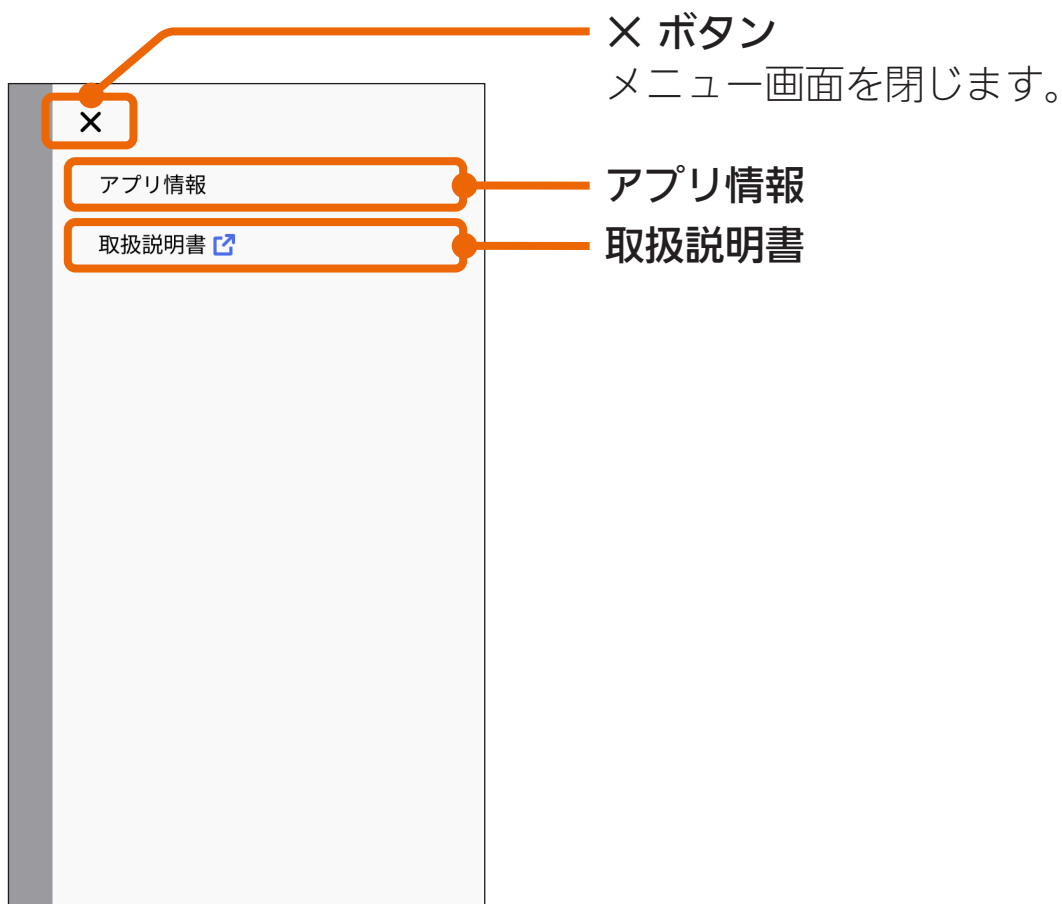 × ボタン
メニュー画面を閉じます。
×
アプリ情報
アプリ情報
取扱説明書
取扱説明書